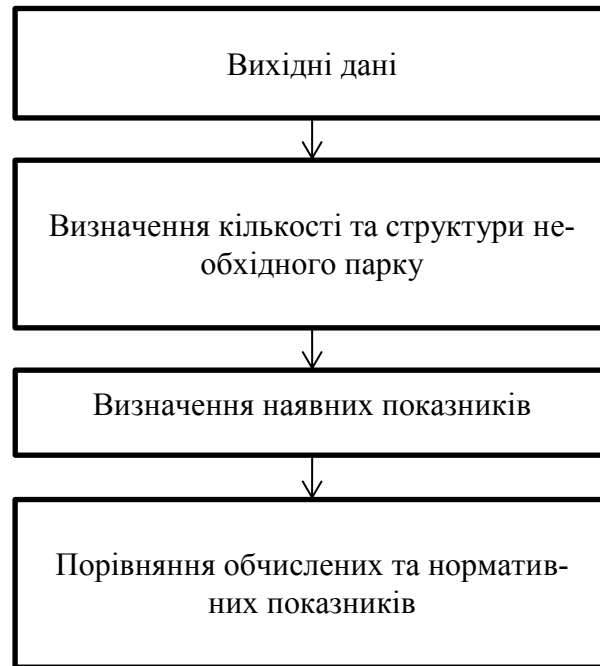 Вихідні дані
Визначення кількості та структури не-
обхідного парку
Визначення наявних показників
Порівняння обчислених та норматив-
них показників